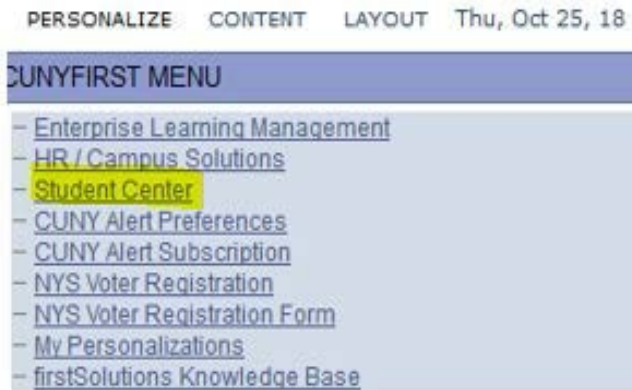 PERSONALIZE CONTENT LAYOUT Thu, Oct 25, 18
CUNYFIRST MENU
– Enterprise Learning Management
– HR / Campus Solutions
– Student Center
– CUNY Alert Preferences
– CUNY Alert Subscription
– NYS Voter Registration
– NYS Voter Registration Form
– My Personalizations
– firstSolutions Knowledge Base